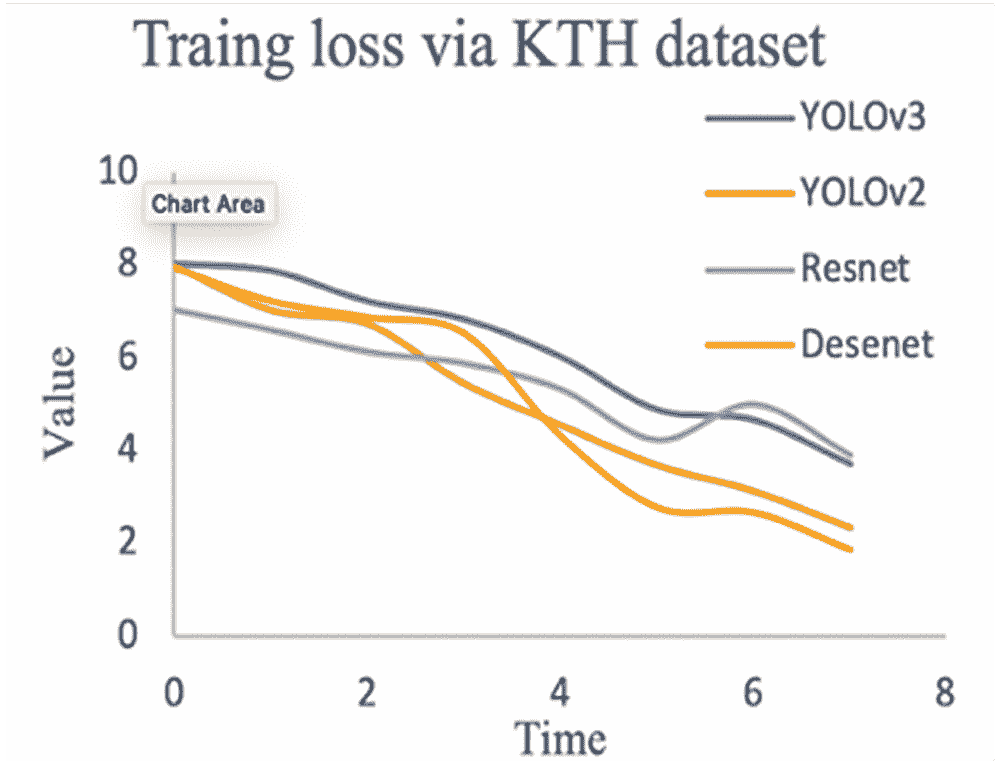 Traing loss via KTH dataset
YOLOv3
YOLOv2
Resnet
Desenet
10
Chart Area
8
6
4
2
0
Value
0 2 4 6 8
Time